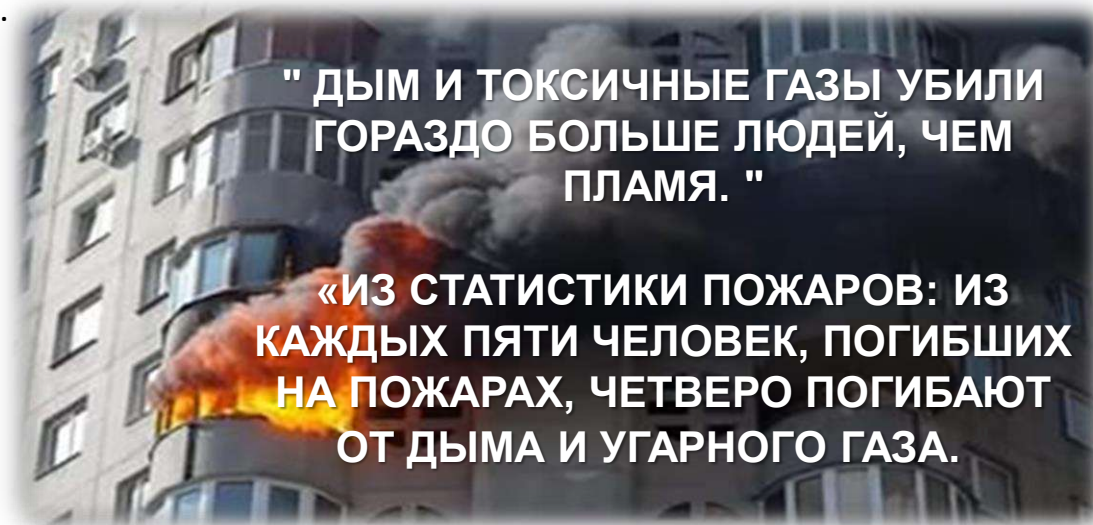 .
" ДЫМ И ТОКСИЧНЫЕ ГАЗЫ УБИЛИ
ГОРАЗДО БОЛЬШЕ ЛЮДЕЙ, ЧЕМ
ПЛАМЯ. "
«ИЗ СТАТИСТИКИ ПОЖАРОВ: ИЗ
КАЖДЫХ ПЯТИ ЧЕЛОВЕК, ПОГИБШИХ
НА ПОЖАРАХ, ЧЕТВЕРО ПОГИБАЮТ
ОТ ДЫМА И УГАРНОГО ГАЗА.